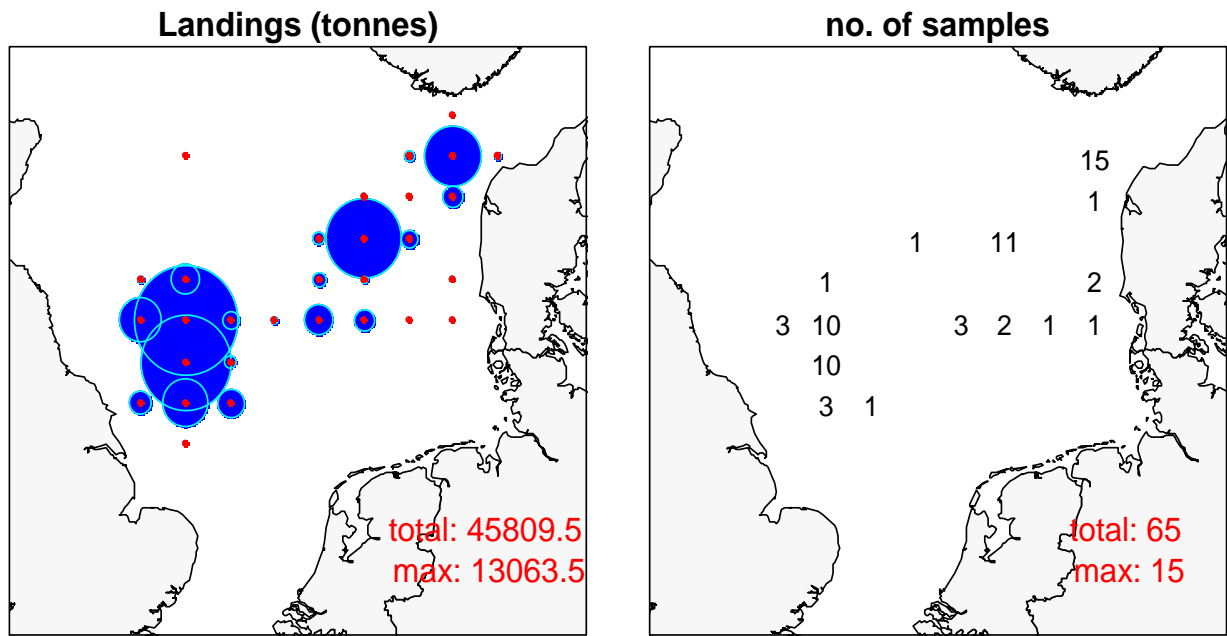 Landings (tonnes)
total: 45809.5
max: 13063.5
no. of samples
15
1
1 11
1 2
3 10 3 2 1 1
10
3 1
total: 65
max: 15